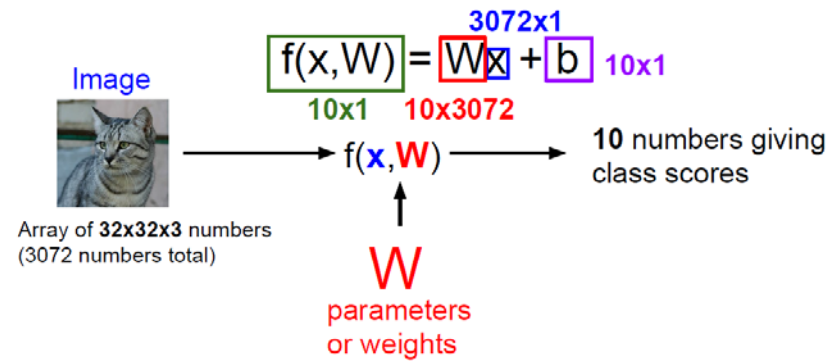 3072x1
f(x,W) = Wx + b 10x1
Image
10x1 10x3072
f(x,W)
10 numbers giving
class scores
Array of 32x32x3 numbers
(3072 numbers total)
W
parameters
or weights